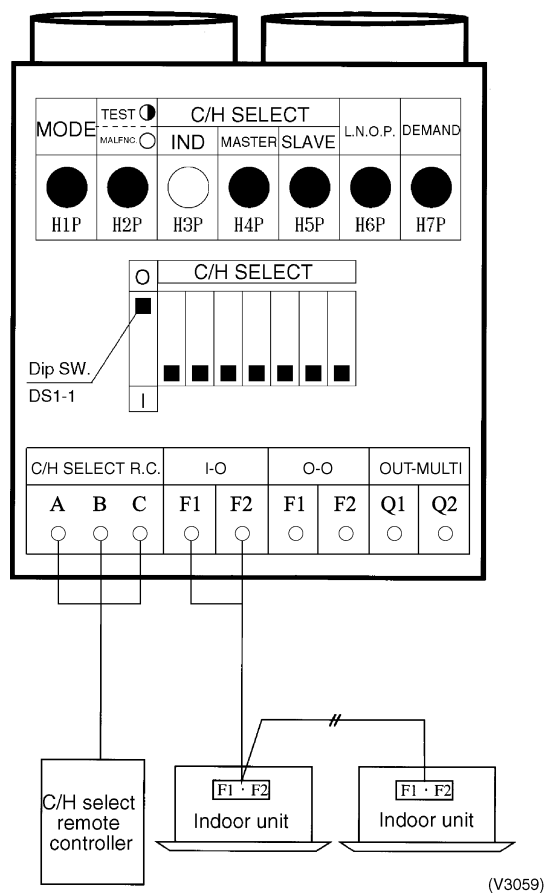 MODE TEST C/H SELECT L.N.O.P. DEMAND
MALFNC. IND MASTER SLAVE
H1P H2P H3P H4P H5P H6P H7P
O C/H SELECT
Dip SW.
DS1-1
I
C/H SELECT R.C. I-O O-O OUT-MULTI
A B C F1 F2 F1 F2 Q1 Q2
C/H select
remote
controller
F1 · F2
Indoor unit
F1 · F2
Indoor unit
(V3059)